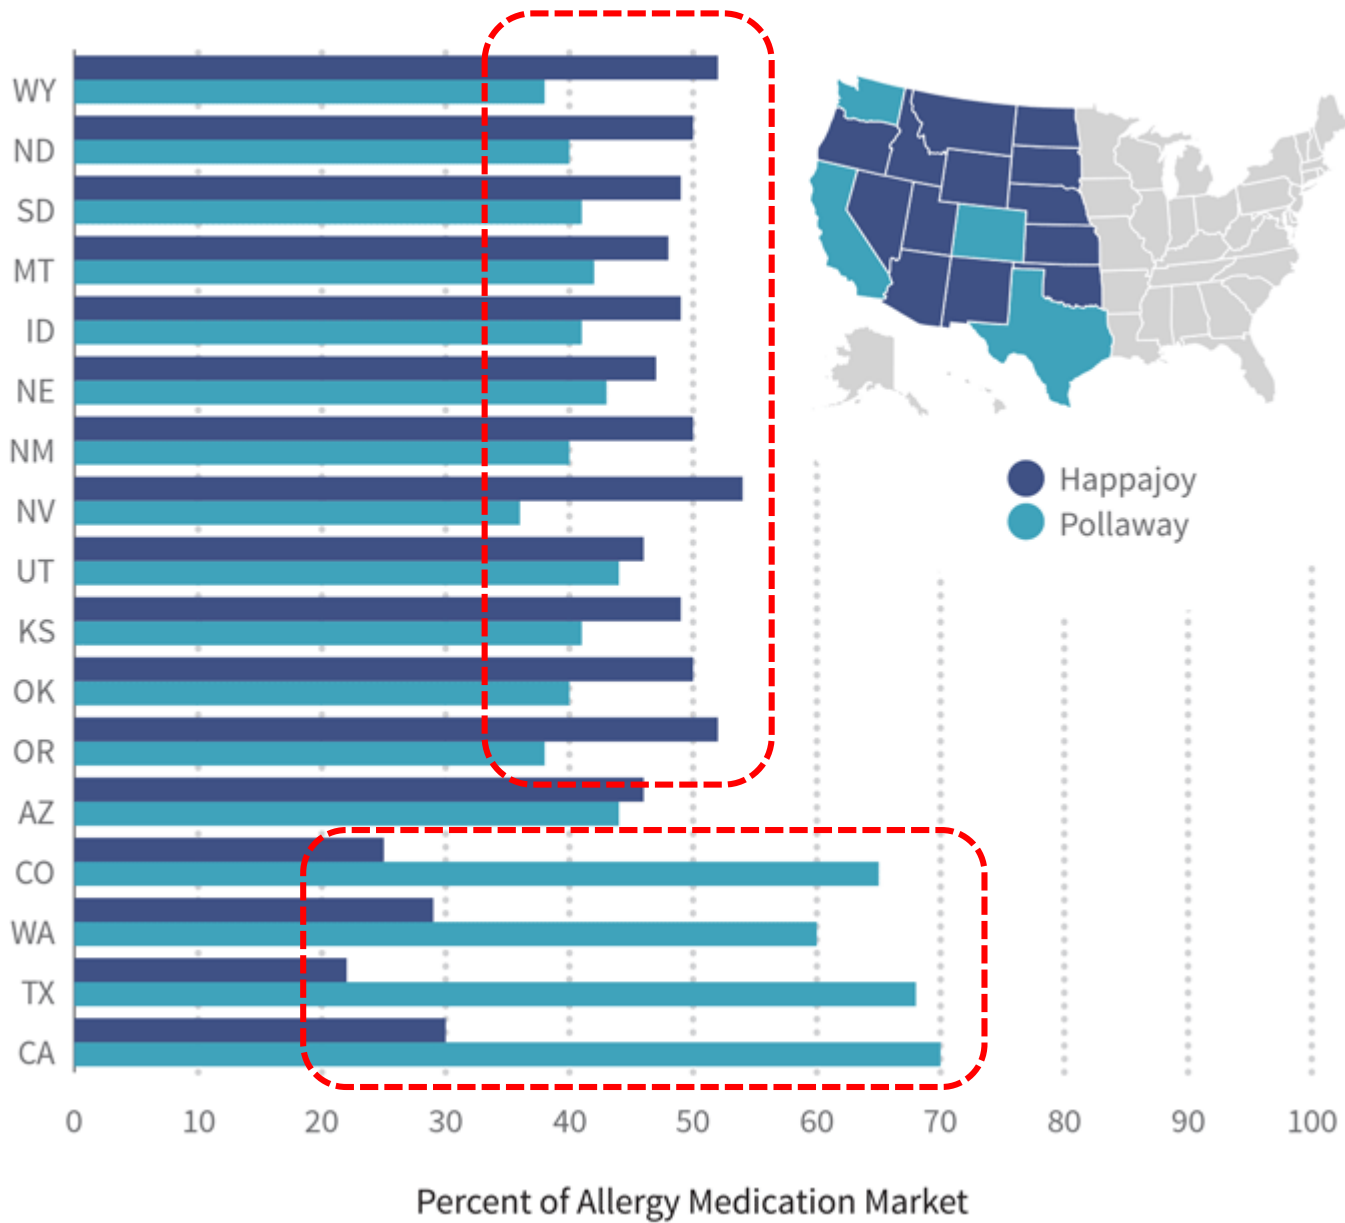 WY
ND
SD
MT
ID
NE
NM
NV
UT
KS
OK
OR
AZ
CO
WA
TX
CA
Happajoy
Pollaway
0 10 20 30 40 50 60 70 80 90 100
Percent of Allergy Medication Market